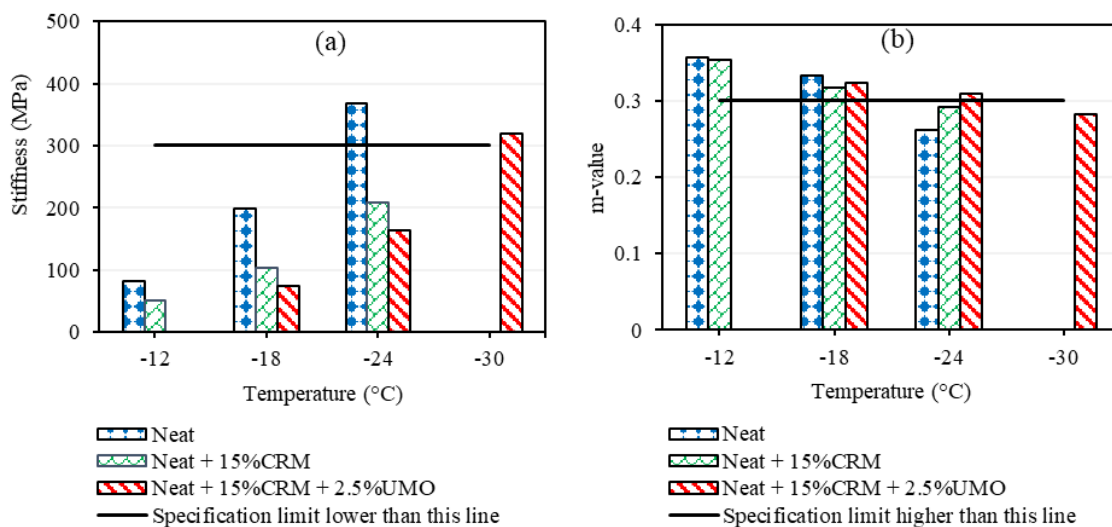 (a)
500
400
300
200
100
0
Stiffness (MPa)
-12 -18 -24 -30
Temperature (°C)
Neat
Neat + 15%CRM
Neat + 15%CRM + 2.5%UMO
Specification limit lower than this line
(b)
0.4
0.3
0.2
0.1
0
m-value
-12 -18 -24 -30
Temperature (°C)
Neat
Neat + 15%CRM
Neat + 15%CRM + 2.5%UMO
Specification limit higher than this line